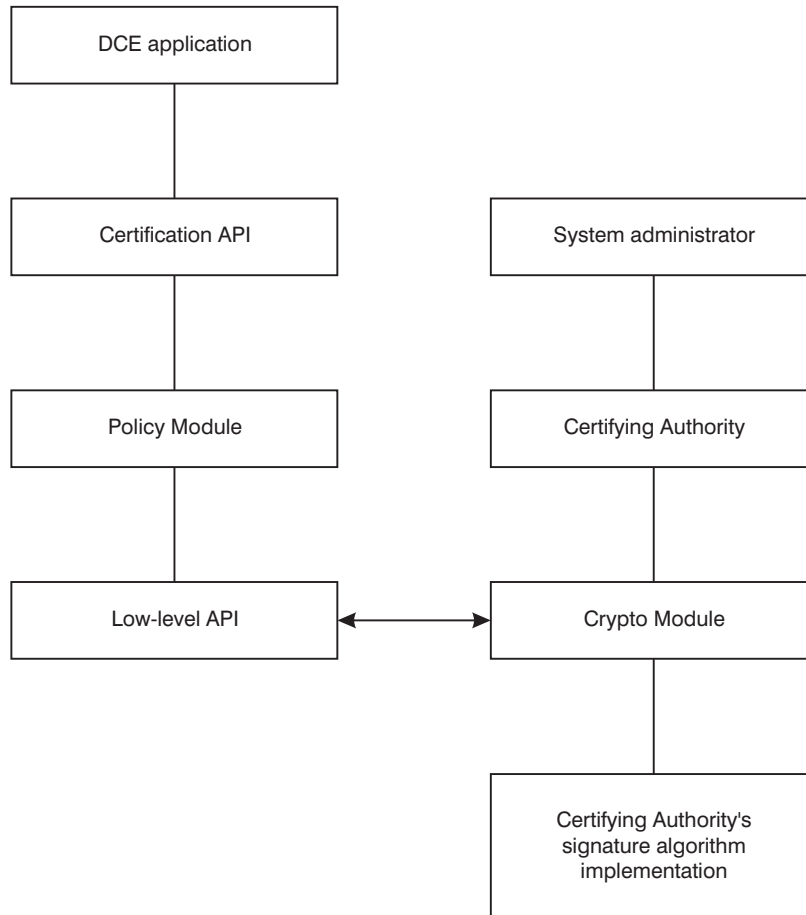 DCE application
Certification API
System administrator
Policy Module
Certifying Authority
Low-level API
Crypto Module
Certifying Authority's
signature algorithm
implementation